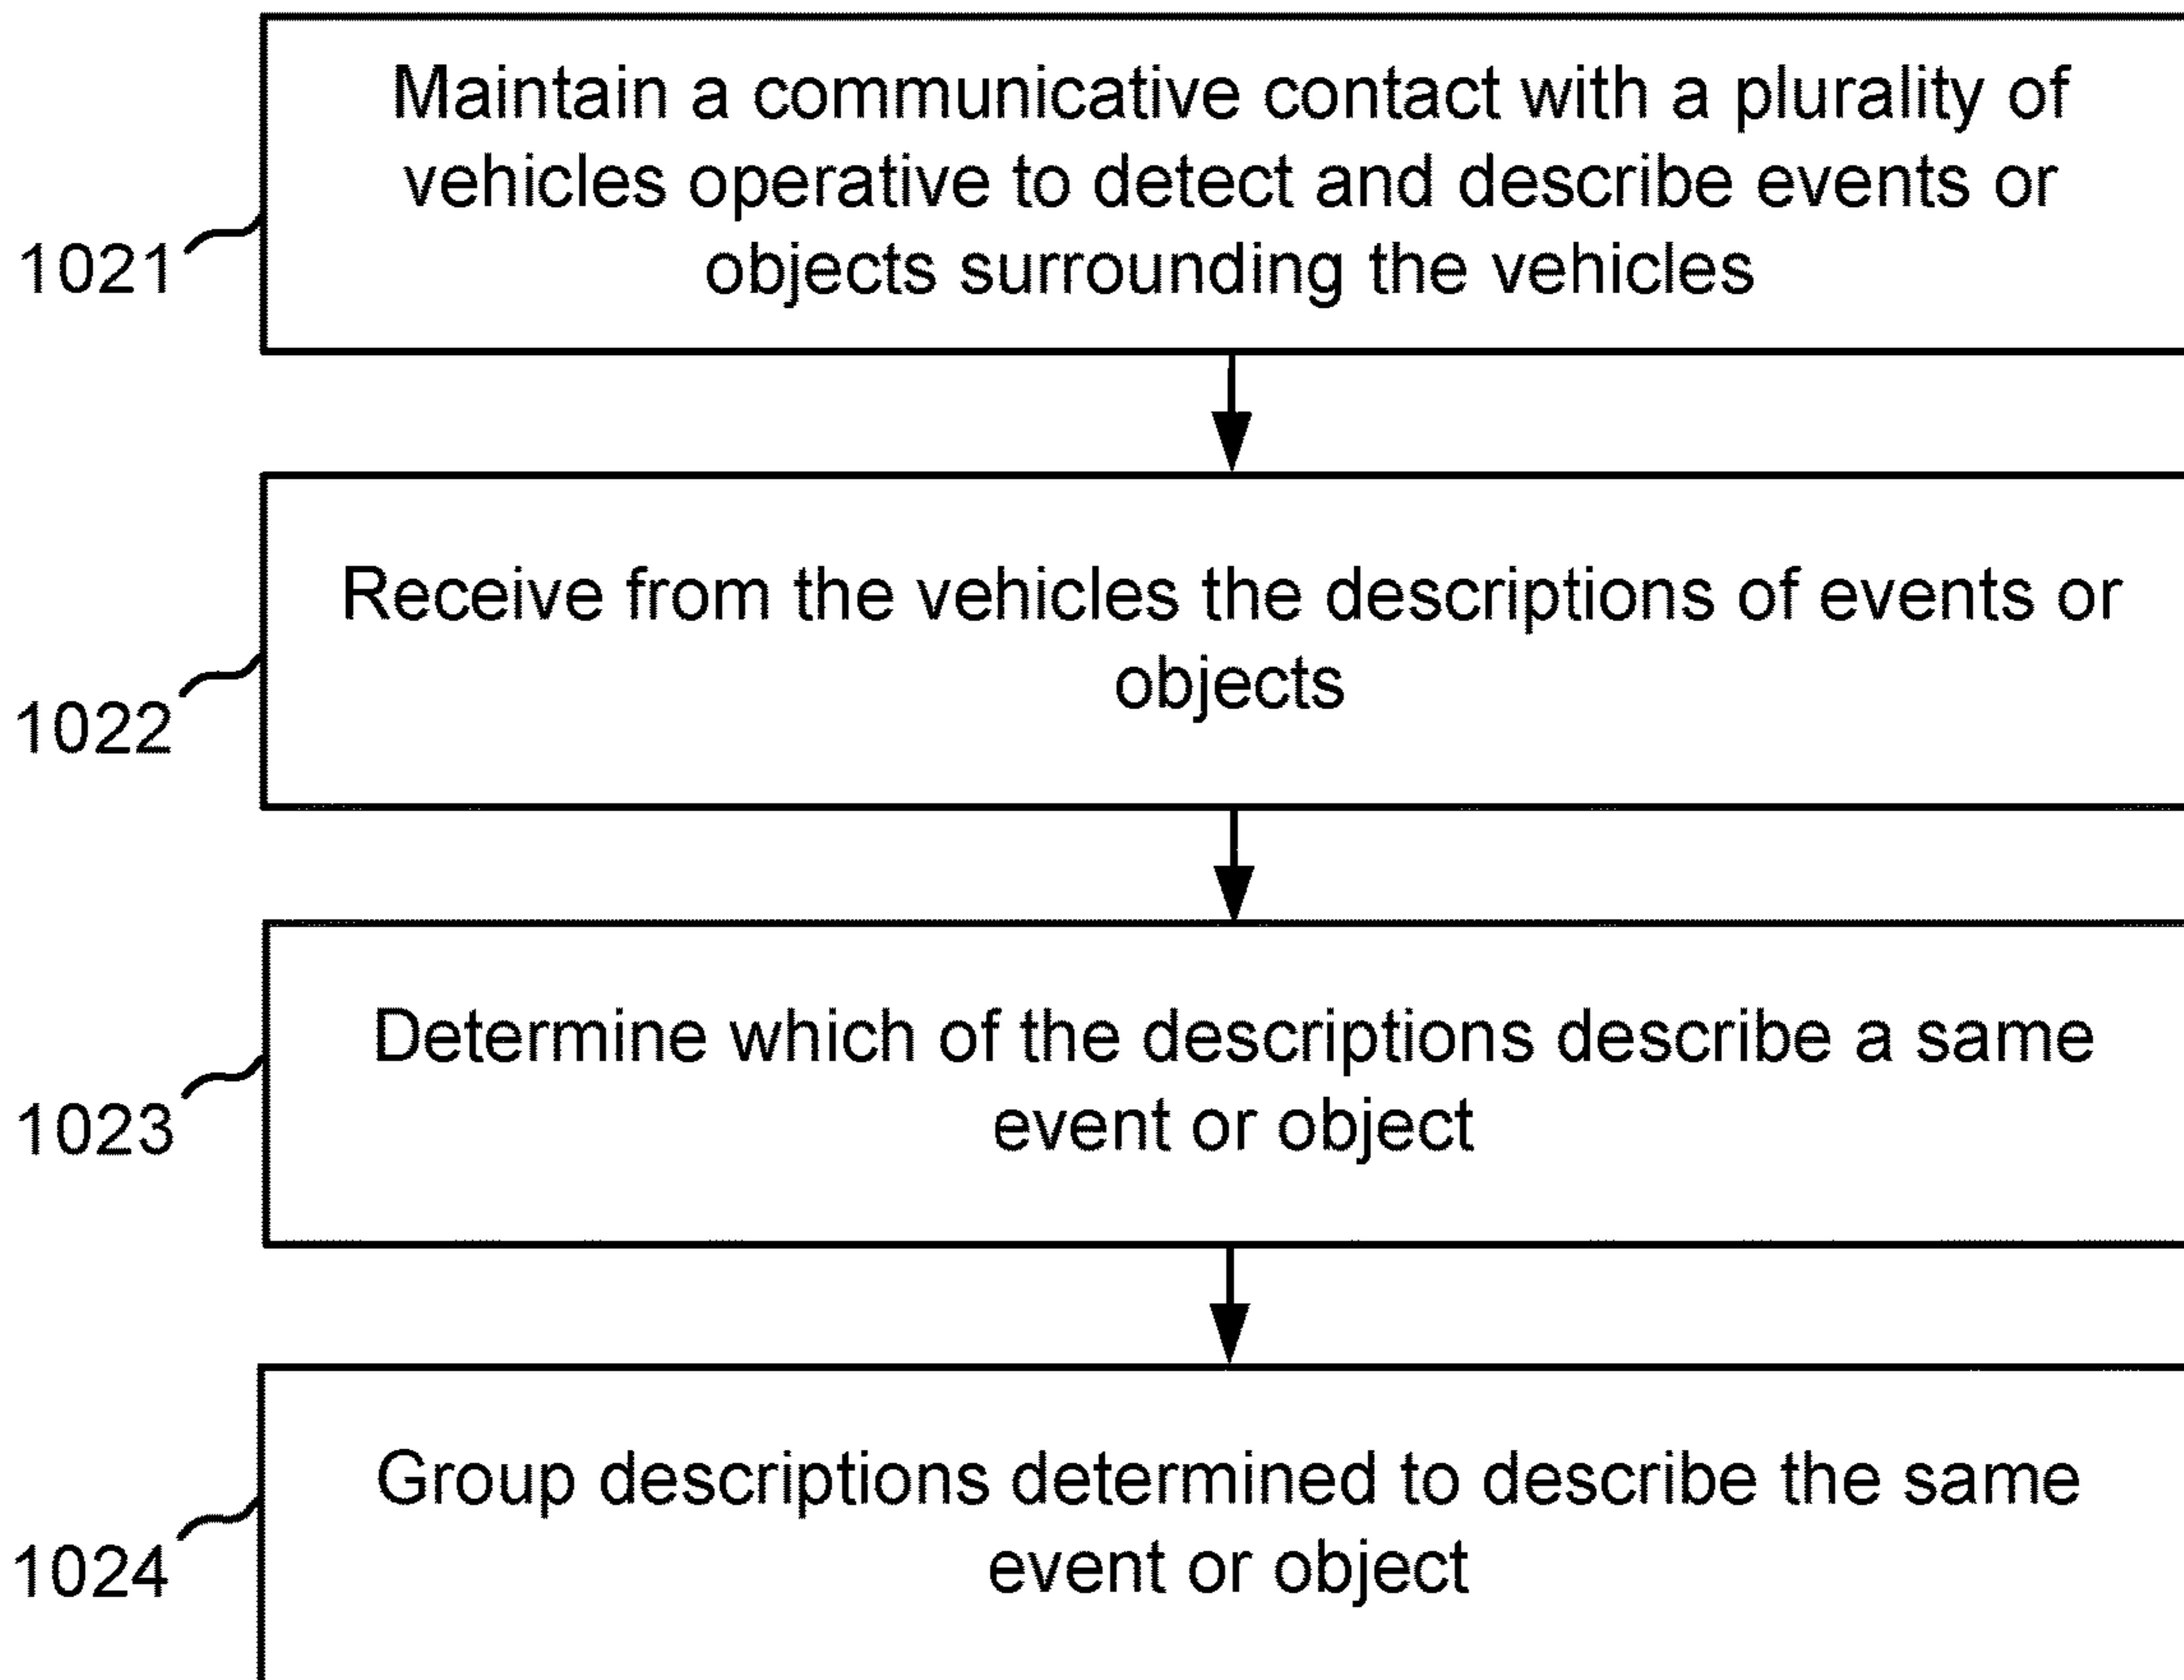 Maintain a communicative contact with a plurality of
vehicles operative to detect and describe events or
objects surrounding the vehicles
1021
Receive from the vehicles the descriptions of events or
objects
1022
Determine which of the descriptions describe a same
event or object
1023
Group descriptions determined to describe the same
event or object
1024